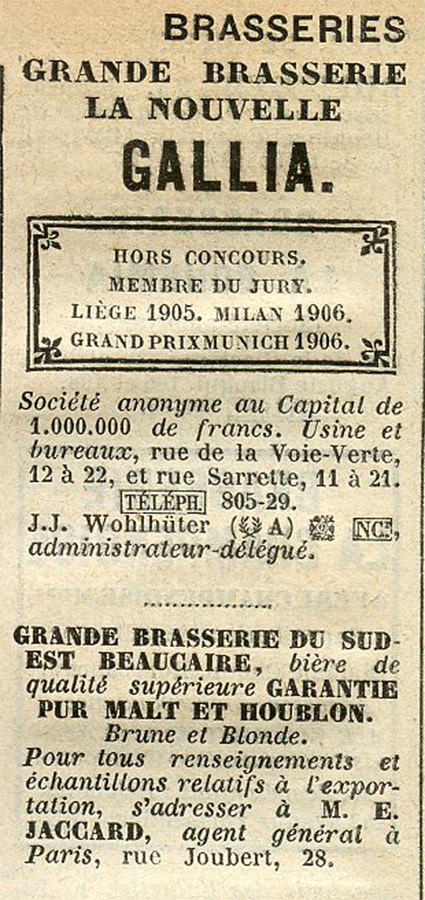 BRASSERIES
GRANDE BRASSERIE
LA NOUVELLE
GALLIA.
HORS CONCOURS.
MEMBRE DU JURY.
LIÈGE 1905. MILAN 1906.
GRAND PRIX MUNICH 1906.
Société anonyme au Capital de
1.000.000 de francs. Usine et
bureaux, rue de la Voie-Verte,
12 à 22, et rue Sarrette, 11 à 21.
TÉLÉPH. 805-29.
J.J. Wohlhüter (A) NC,
administrateur-délégué.
GRANDE BRASSERIE DU SUD-
EST BEAUCAIRE, bière de
qualité supérieure GARANTIE
PUR MALT ET HOUBLON.
Brune et Blonde.
Pour tous renseignements et
échantillons relatifs à l'expor-
tation, s'adresser à M. E.
JACCARD, agent général à
Paris, rue Joubert, 28.